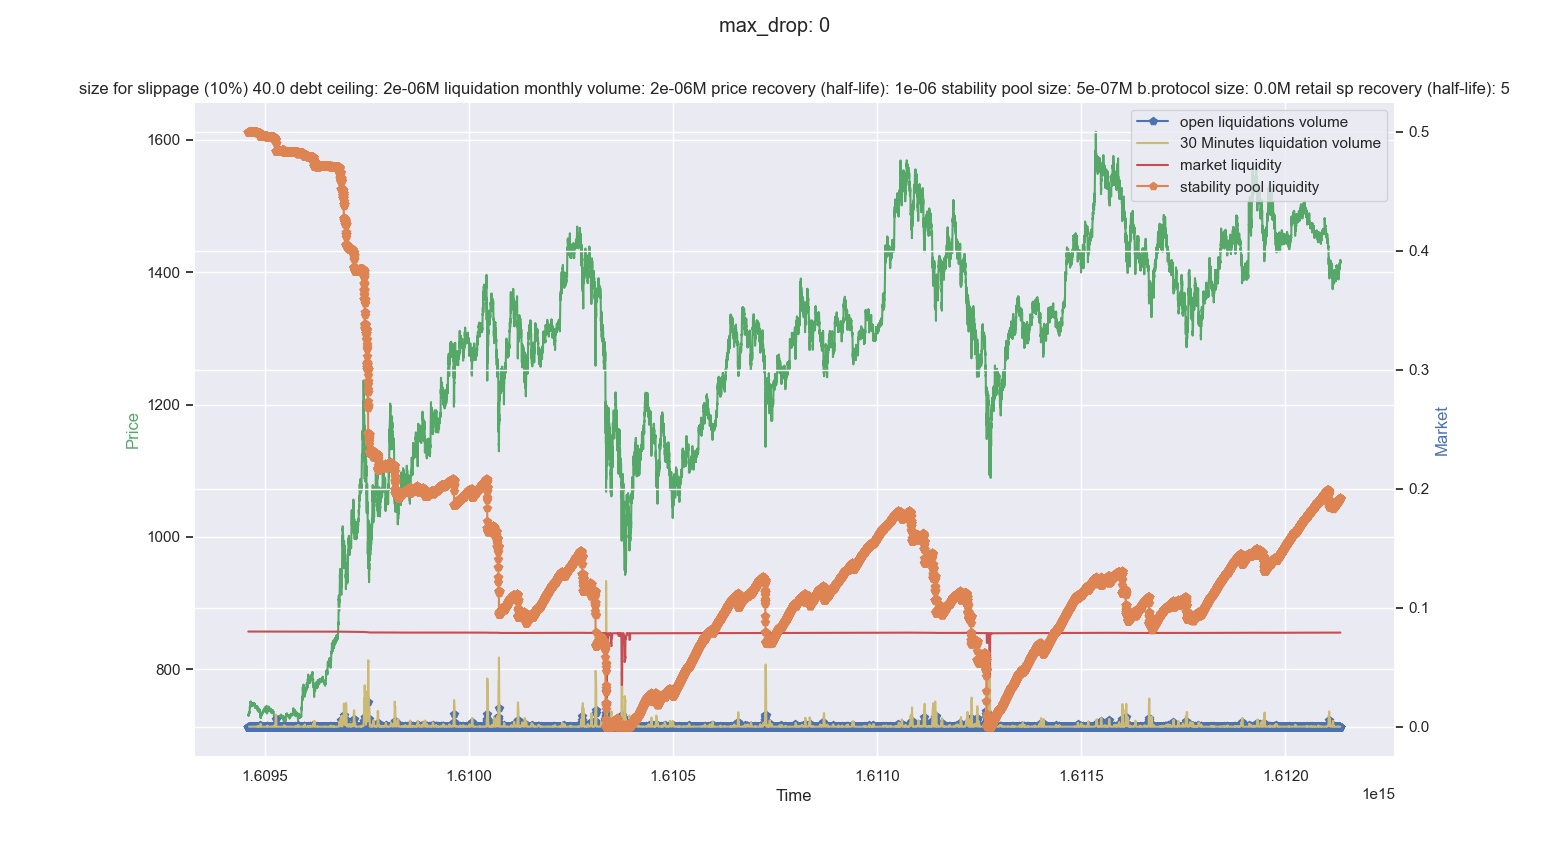 max_drop: 0
size for slippage (10%) 40.0 debt ceiling: 2e-06M liquidation monthly volume: 2e-06M price recovery (half-life): 1e-06 stability pool size: 5e-07M b.protocol size: 0.0M retail sp recovery (half-life): 5
open liquidations volume
30 Minutes liquidation volume
market liquidity
stability pool liquidity
1600
1400
1200
1000
800
Price
0.5
0.4
0.3
0.2
0.1
0.0
Market
1.6095 1.6100 1.6105 1.6110 1.6115 1.6120
Time
1e15